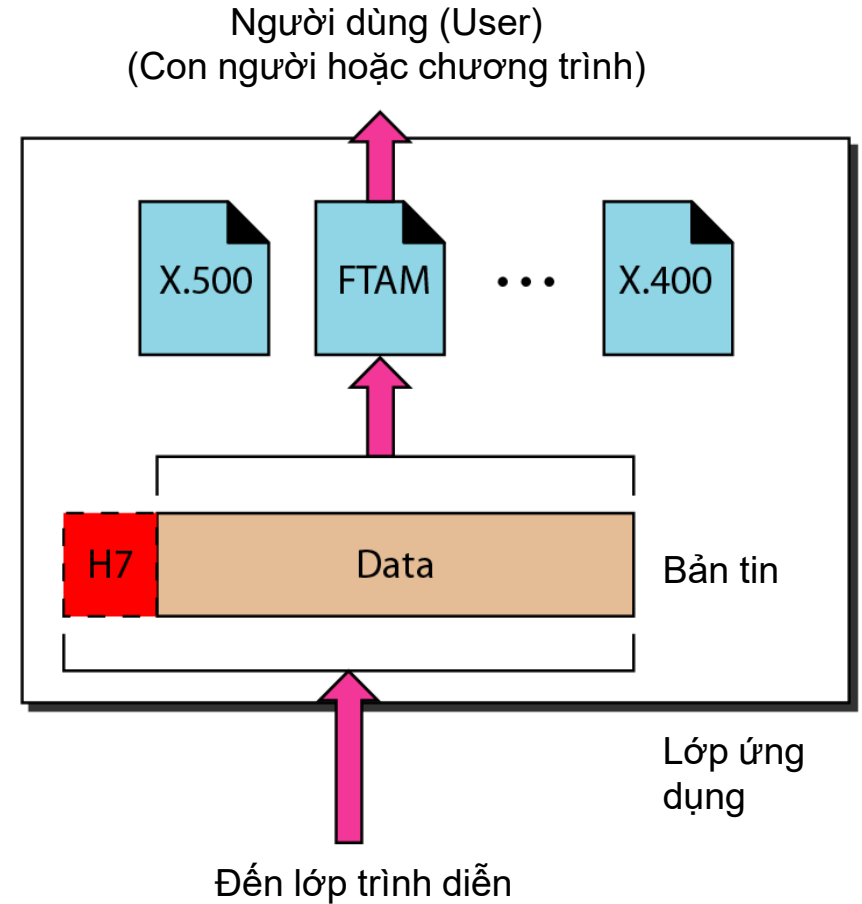 Người dùng (User)
(Con người hoặc chương trình)
X.500
FTAM
...
X.400
H7
Data
Bản tin
Lớp ứng
dụng
Đến lớp trình diễn